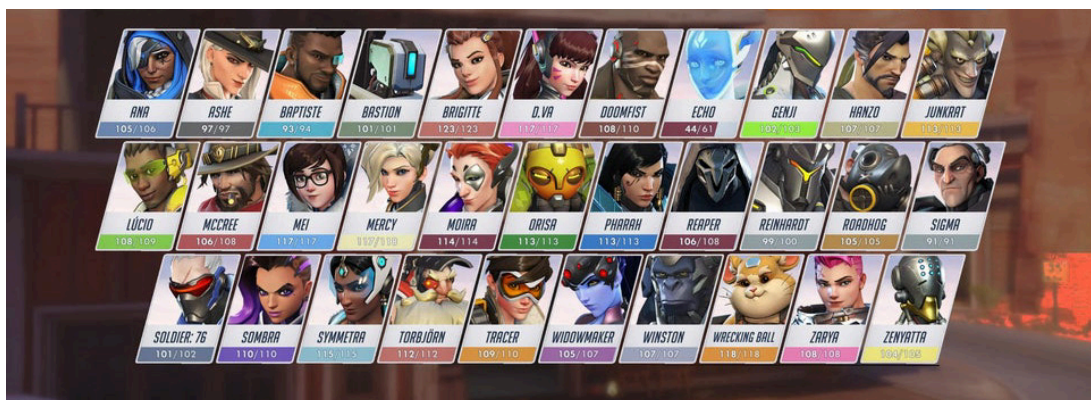 ANA ASHE BAPTISTE BASTION BRIGITTE D.VA DOOMFIST ECHO GENJI HANZO JUNKRAT
105/106 97/97 93/94 101/101 123/123 117/117 108/110 44/61 102/103 107/107 113/113
LÚCIO MCCREE MEI MERCY MOIRA ORISA PHARAH REAPER REINHARDT ROADHOG SIGMA
108/109 106/108 117/117 117/118 114/114 113/113 113/113 106/108 99/100 105/105 91/91
SOLDIER: 76 SOMBRA SYMMETRA TORBJÖRN TRACER WIDOWMAKER WINSTON WRECKING BALL ZARYA ZENYATTA
101/102 110/110 115/115 112/112 109/110 105/107 107/107 118/118 108/108 104/105